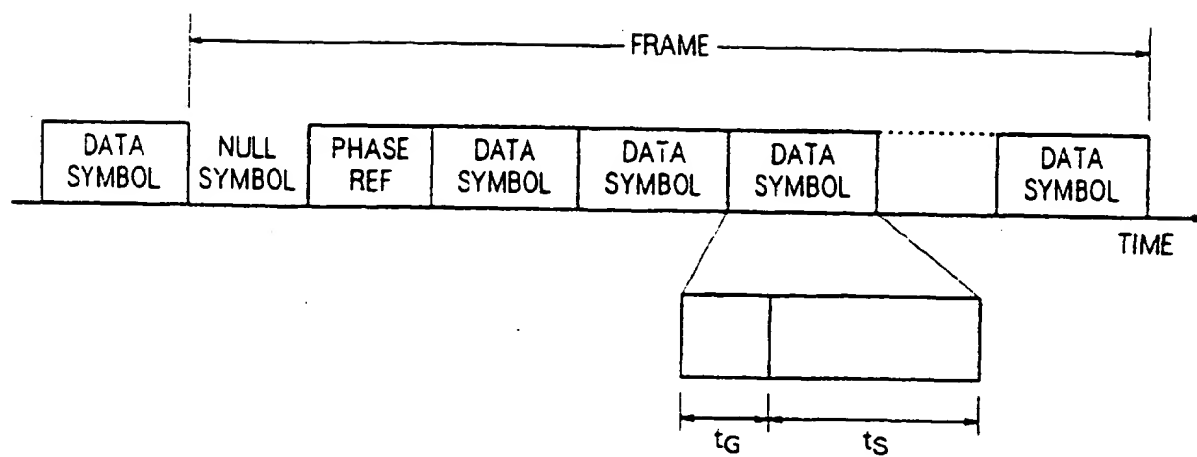 FRAME
DATA
SYMBOL
NULL
SYMBOL
PHASE
REF
DATA
SYMBOL
DATA
SYMBOL
DATA
SYMBOL
DATA
SYMBOL
TIME
tG
tS